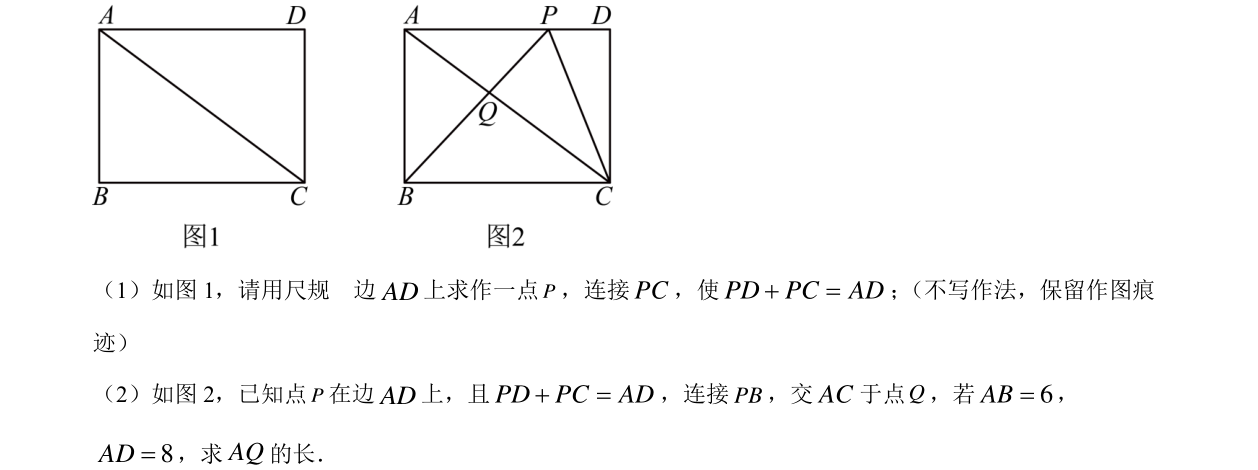 A D A P D
Q
B C B C
图1 图2
（1）如图 1，请用尺规 边 AD 上求作一点 P，连接 PC，使 PD + PC = AD；（不写作法，保留作图痕
迹）
（2）如图 2，已知点 P 在边 AD 上，且 PD + PC = AD，连接 PB，交 AC 于点 Q，若 AB = 6，
AD = 8，求 AQ 的长．